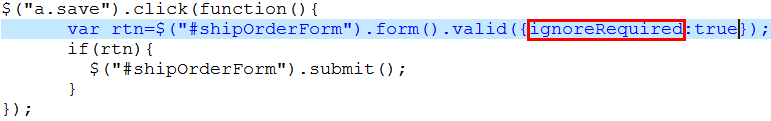 $("a.save").click(function(){
var rtn=$("#shipOrderForm").form().valid({ignoreRequired:true});
if(rtn){
$("#shipOrderForm").submit();
}
});